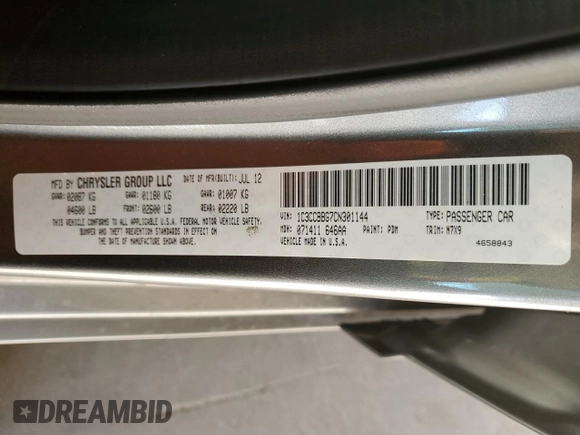 MFD BY CHRYSLER GROUP LLC DATE OF MFR(BUILT): JUL 12
GVWR: 02087 KG GAWR: 01180 KG GAWR: 01007 KG
04600 LB FRONT: 02600 LB REAR: 02220 LB
THIS VEHICLE CONFORMS TO ALL APPLICABLE U.S.A. FEDERAL MOTOR VEHICLE SAFETY,
BUMPER AND THEFT PREVENTION STANDARDS IN EFFECT ON
THE DATE OF MANUFACTURE SHOWN ABOVE.
VIN: 1C3CCBBG7CN301144 TYPE: PASSENGER CAR
MDH: 071411 646AA PAINT: PDM TRIM: N7X9
VEHICLE MADE IN U.S.A. 4658843
DREAMBID